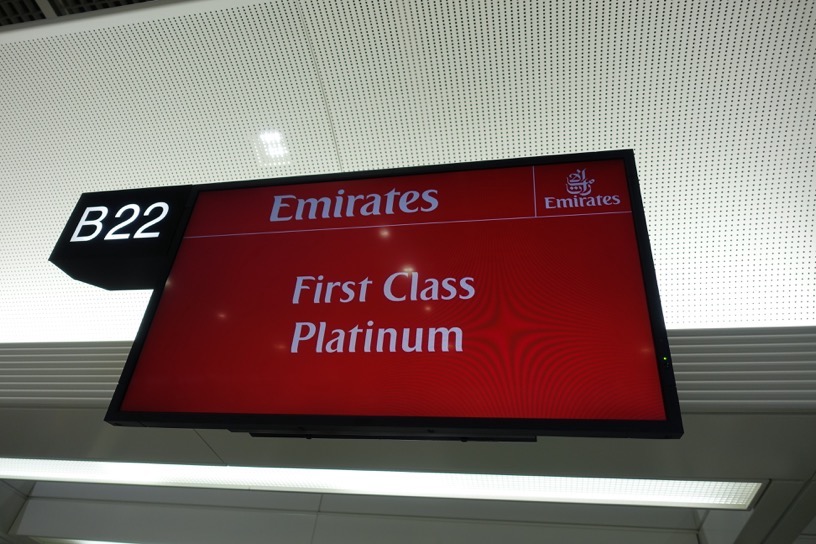 B22
Emirates
Emirates
First Class
Platinum